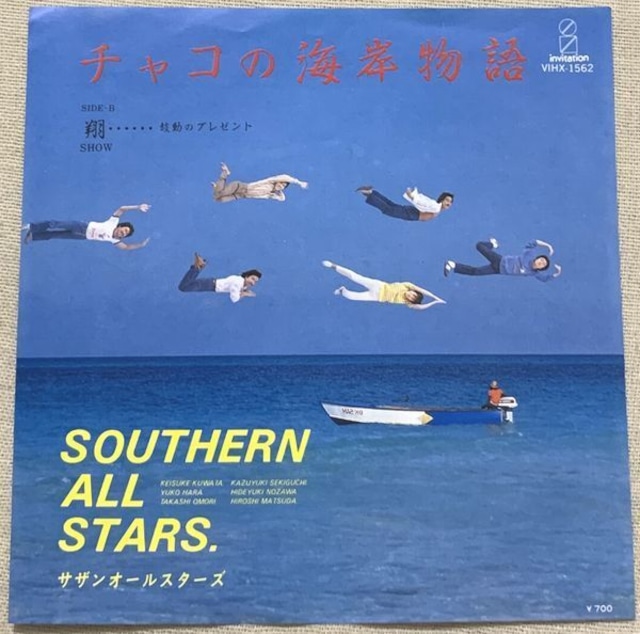 チャコの海岸物語
invitation
VIHX-1562
SIDE-B
翔‥‥‥鼓動のプレゼント
SHOW
SOUTHERN
ALL
STARS.
KEISUKE KUWATA KAZUYUKI SEKIGUCHI
YUKO HARA HIDEYUKI NOZAWA
TAKASHI OMORI HIROSHI MATSUDA
サザンオールスターズ
¥700